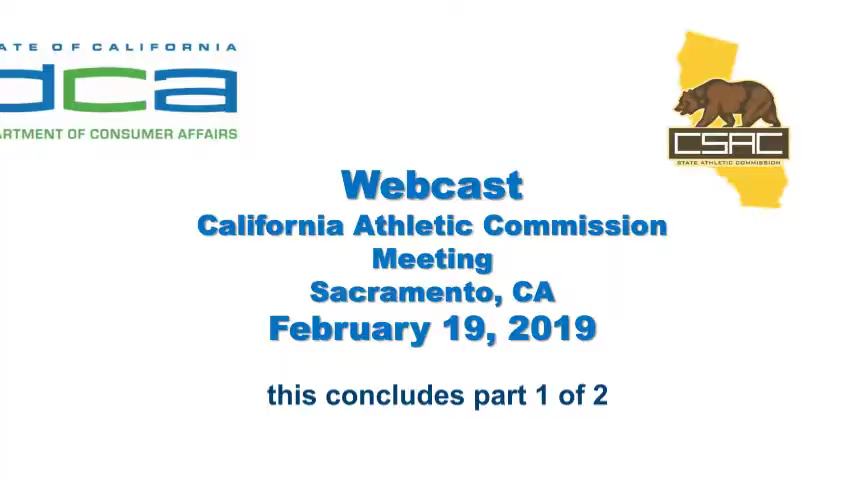 ATE OF CALIFORNIA
dca
ARTMENT OF CONSUMER AFFAIRS
CSAC
STATE ATHLETIC COMMISSION
Webcast
California Athletic Commission
Meeting
Sacramento, CA
February 19, 2019
this concludes part 1 of 2